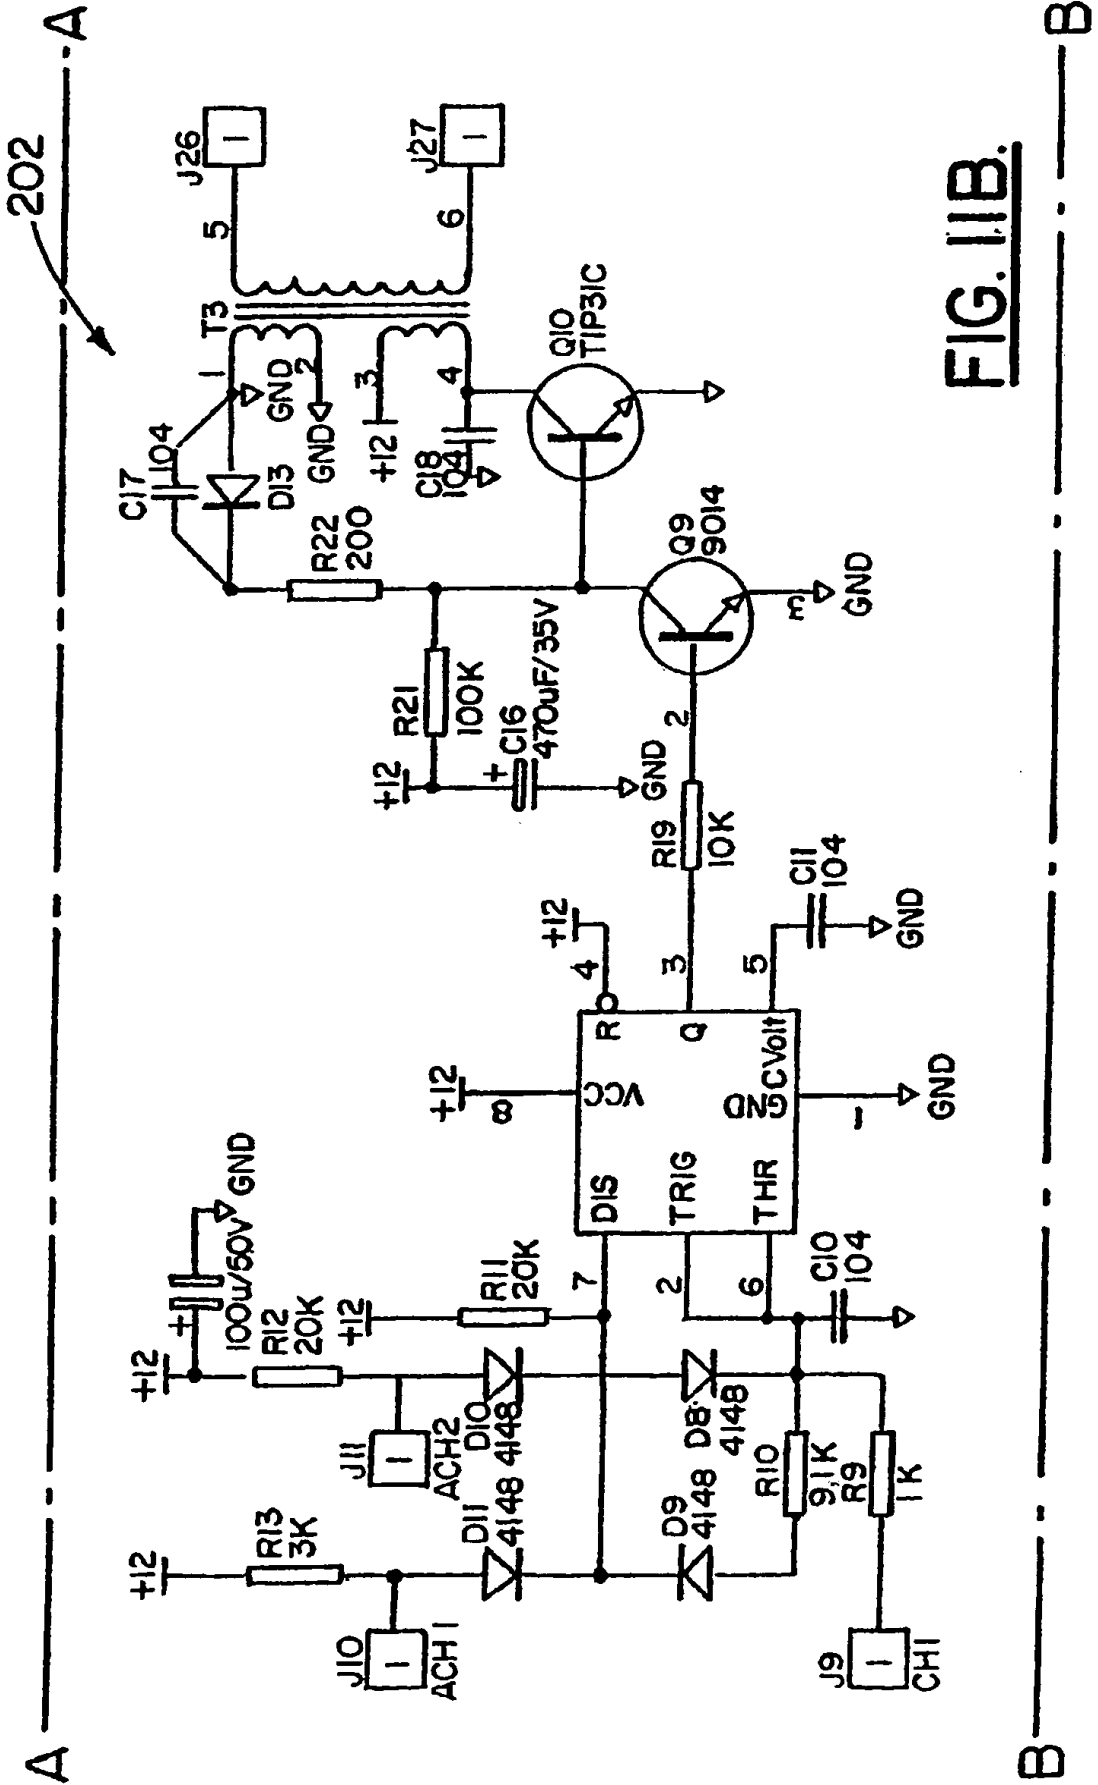 A
A
202
+12
R13
3K
J10
1
ACH 1
D11
4148
+12
100u/50V
+
GND
R12
20K
J11
1
ACH2
D10
4148
+12
R11
20K
D9
4148
D8
4148
R10
9,1K
R9
1K
J9
1
CH1
C10
104
7
2
6
DIS
TRIG
THR
VCC
GND
R
Q
CVolt
+12
8
1
GND
+12
4
3
5
C11
104
GND
R19
10K
2
+12
R21
100K
+
C16
470uF/35V
GND
C17
104
D13
R22
200
Q9
9014
E
GND
1
GND
2
GND
T3
3
+12
4
C18
104
Q10
TIP31C
5
J26
1
6
J27
1
FIG. 11B.
B
B